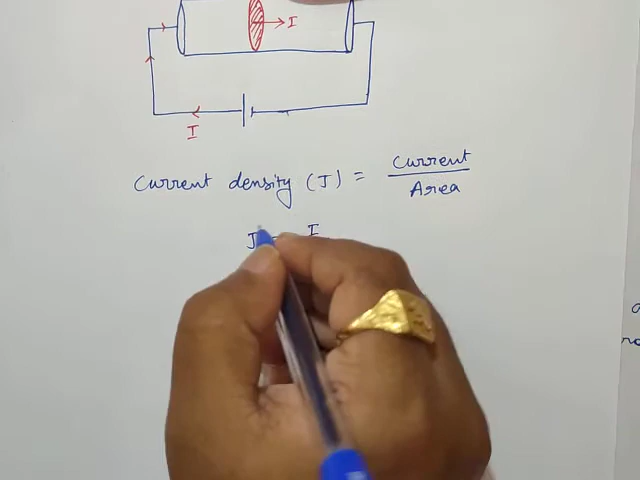 I
I
Current density (J) = Current
Area
J I